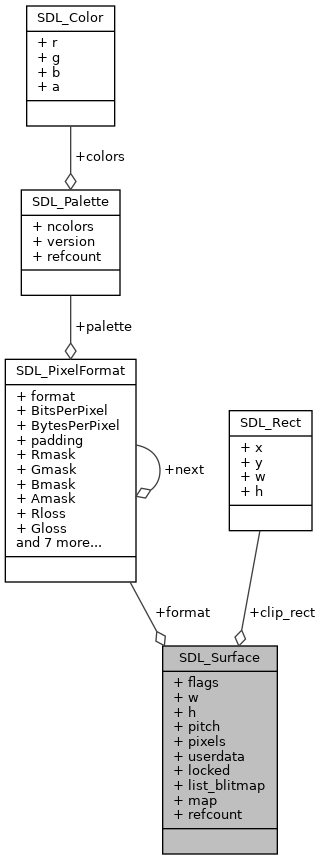 SDL_Color
+ r
+ g
+ b
+ a
+colors
SDL_Palette
+ ncolors
+ version
+ refcount
+palette
SDL_PixelFormat
+ format
+ BitsPerPixel
+ BytesPerPixel
+ padding
+ Rmask
+ Gmask
+ Bmask
+ Amask
+ Rloss
+ Gloss
and 7 more...
+next
SDL_Rect
+ x
+ y
+ w
+ h
+format
+clip_rect
SDL_Surface
+ flags
+ w
+ h
+ pitch
+ pixels
+ userdata
+ locked
+ list_blitmap
+ map
+ refcount